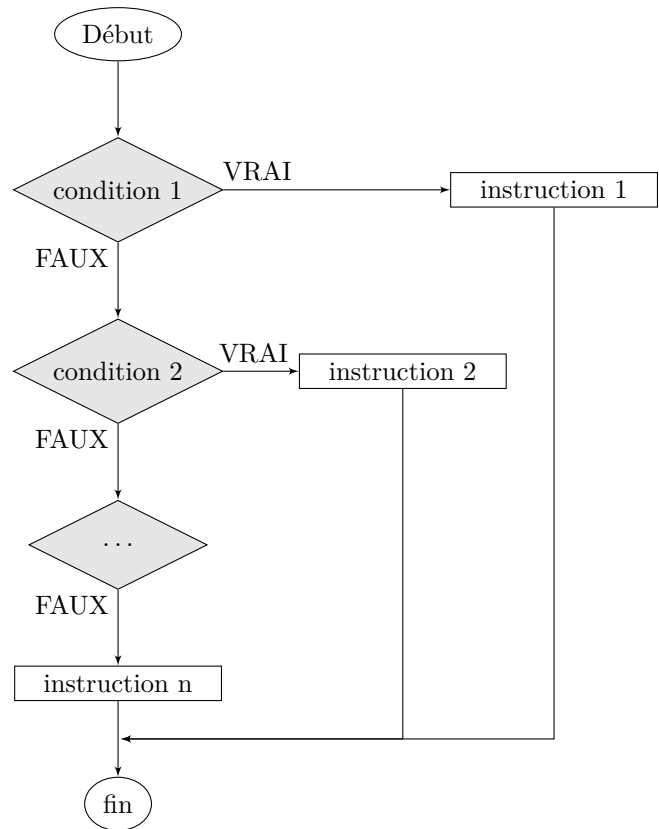 Début
VRAI
condition 1
instruction 1
FAUX
VRAI
condition 2
instruction 2
FAUX
...
FAUX
instruction n
fin